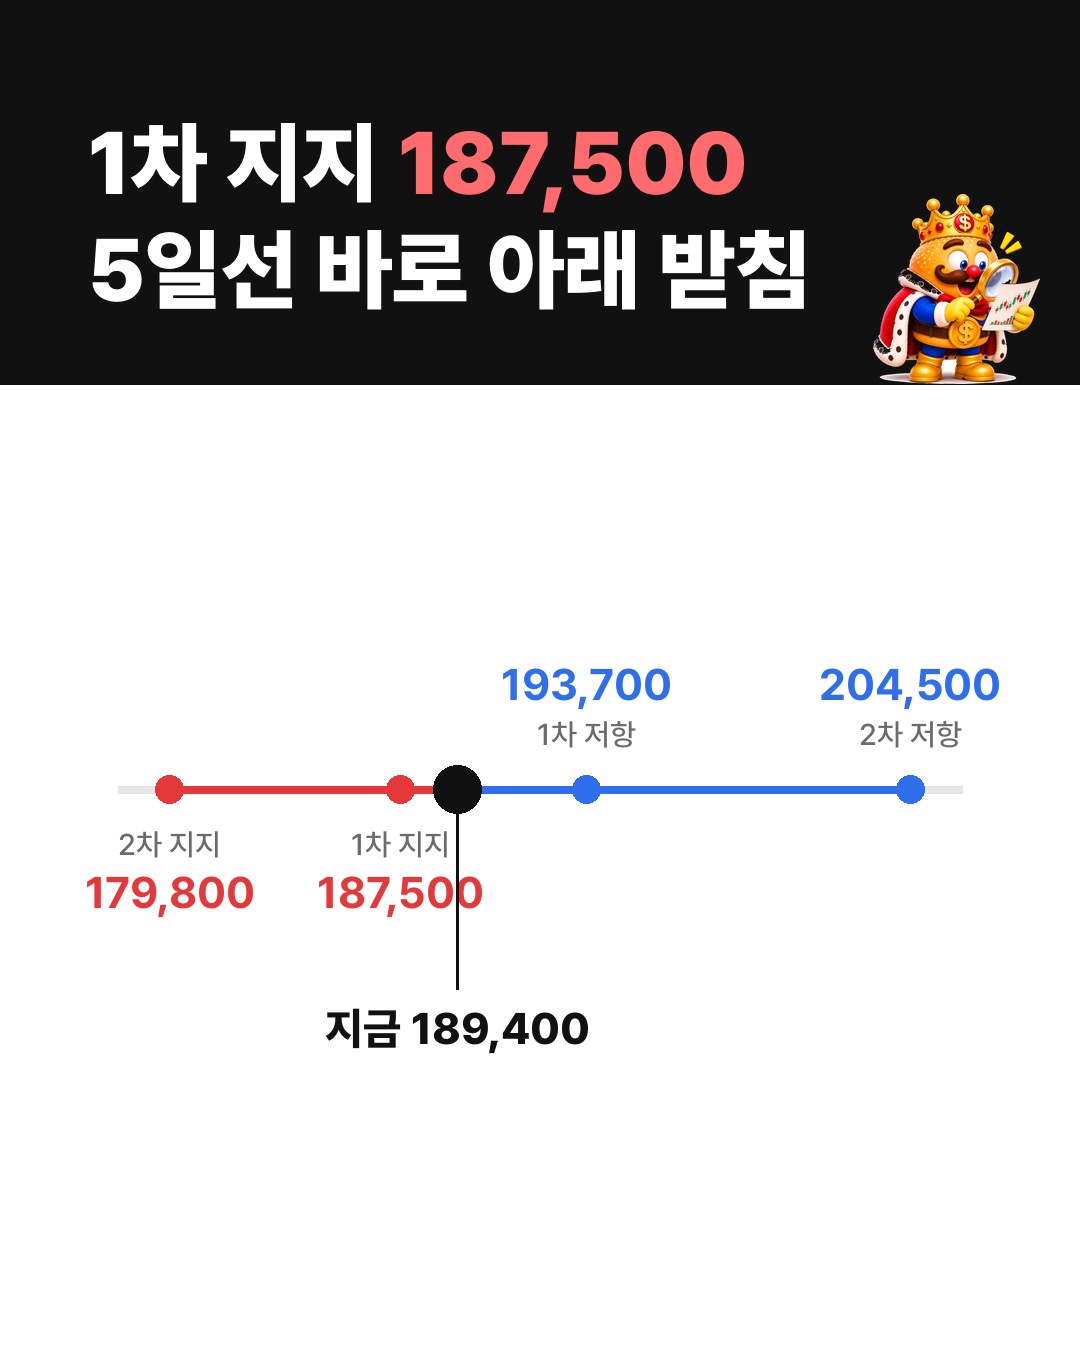 1차 지지 187,500
5일선 바로 아래 받침
193,700
1차 저항
204,500
2차 저항
2차 지지
179,800
1차 지지
187,500
지금 189,400